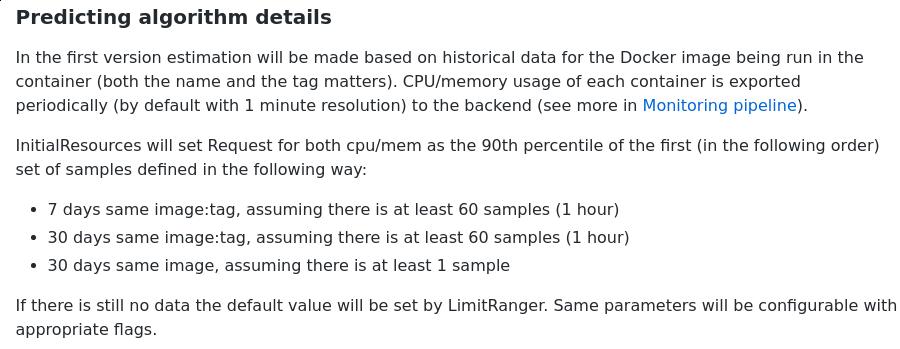 Predicting algorithm details
In the first version estimation will be made based on historical data for the Docker image being run in the
container (both the name and the tag matters). CPU/memory usage of each container is exported
periodically (by default with 1 minute resolution) to the backend (see more in Monitoring pipeline).
InitialResources will set Request for both cpu/mem as the 90th percentile of the first (in the following order)
set of samples defined in the following way:
• 7 days same image:tag, assuming there is at least 60 samples (1 hour)
• 30 days same image:tag, assuming there is at least 60 samples (1 hour)
• 30 days same image, assuming there is at least 1 sample
If there is still no data the default value will be set by LimitRanger. Same parameters will be configurable with
appropriate flags.